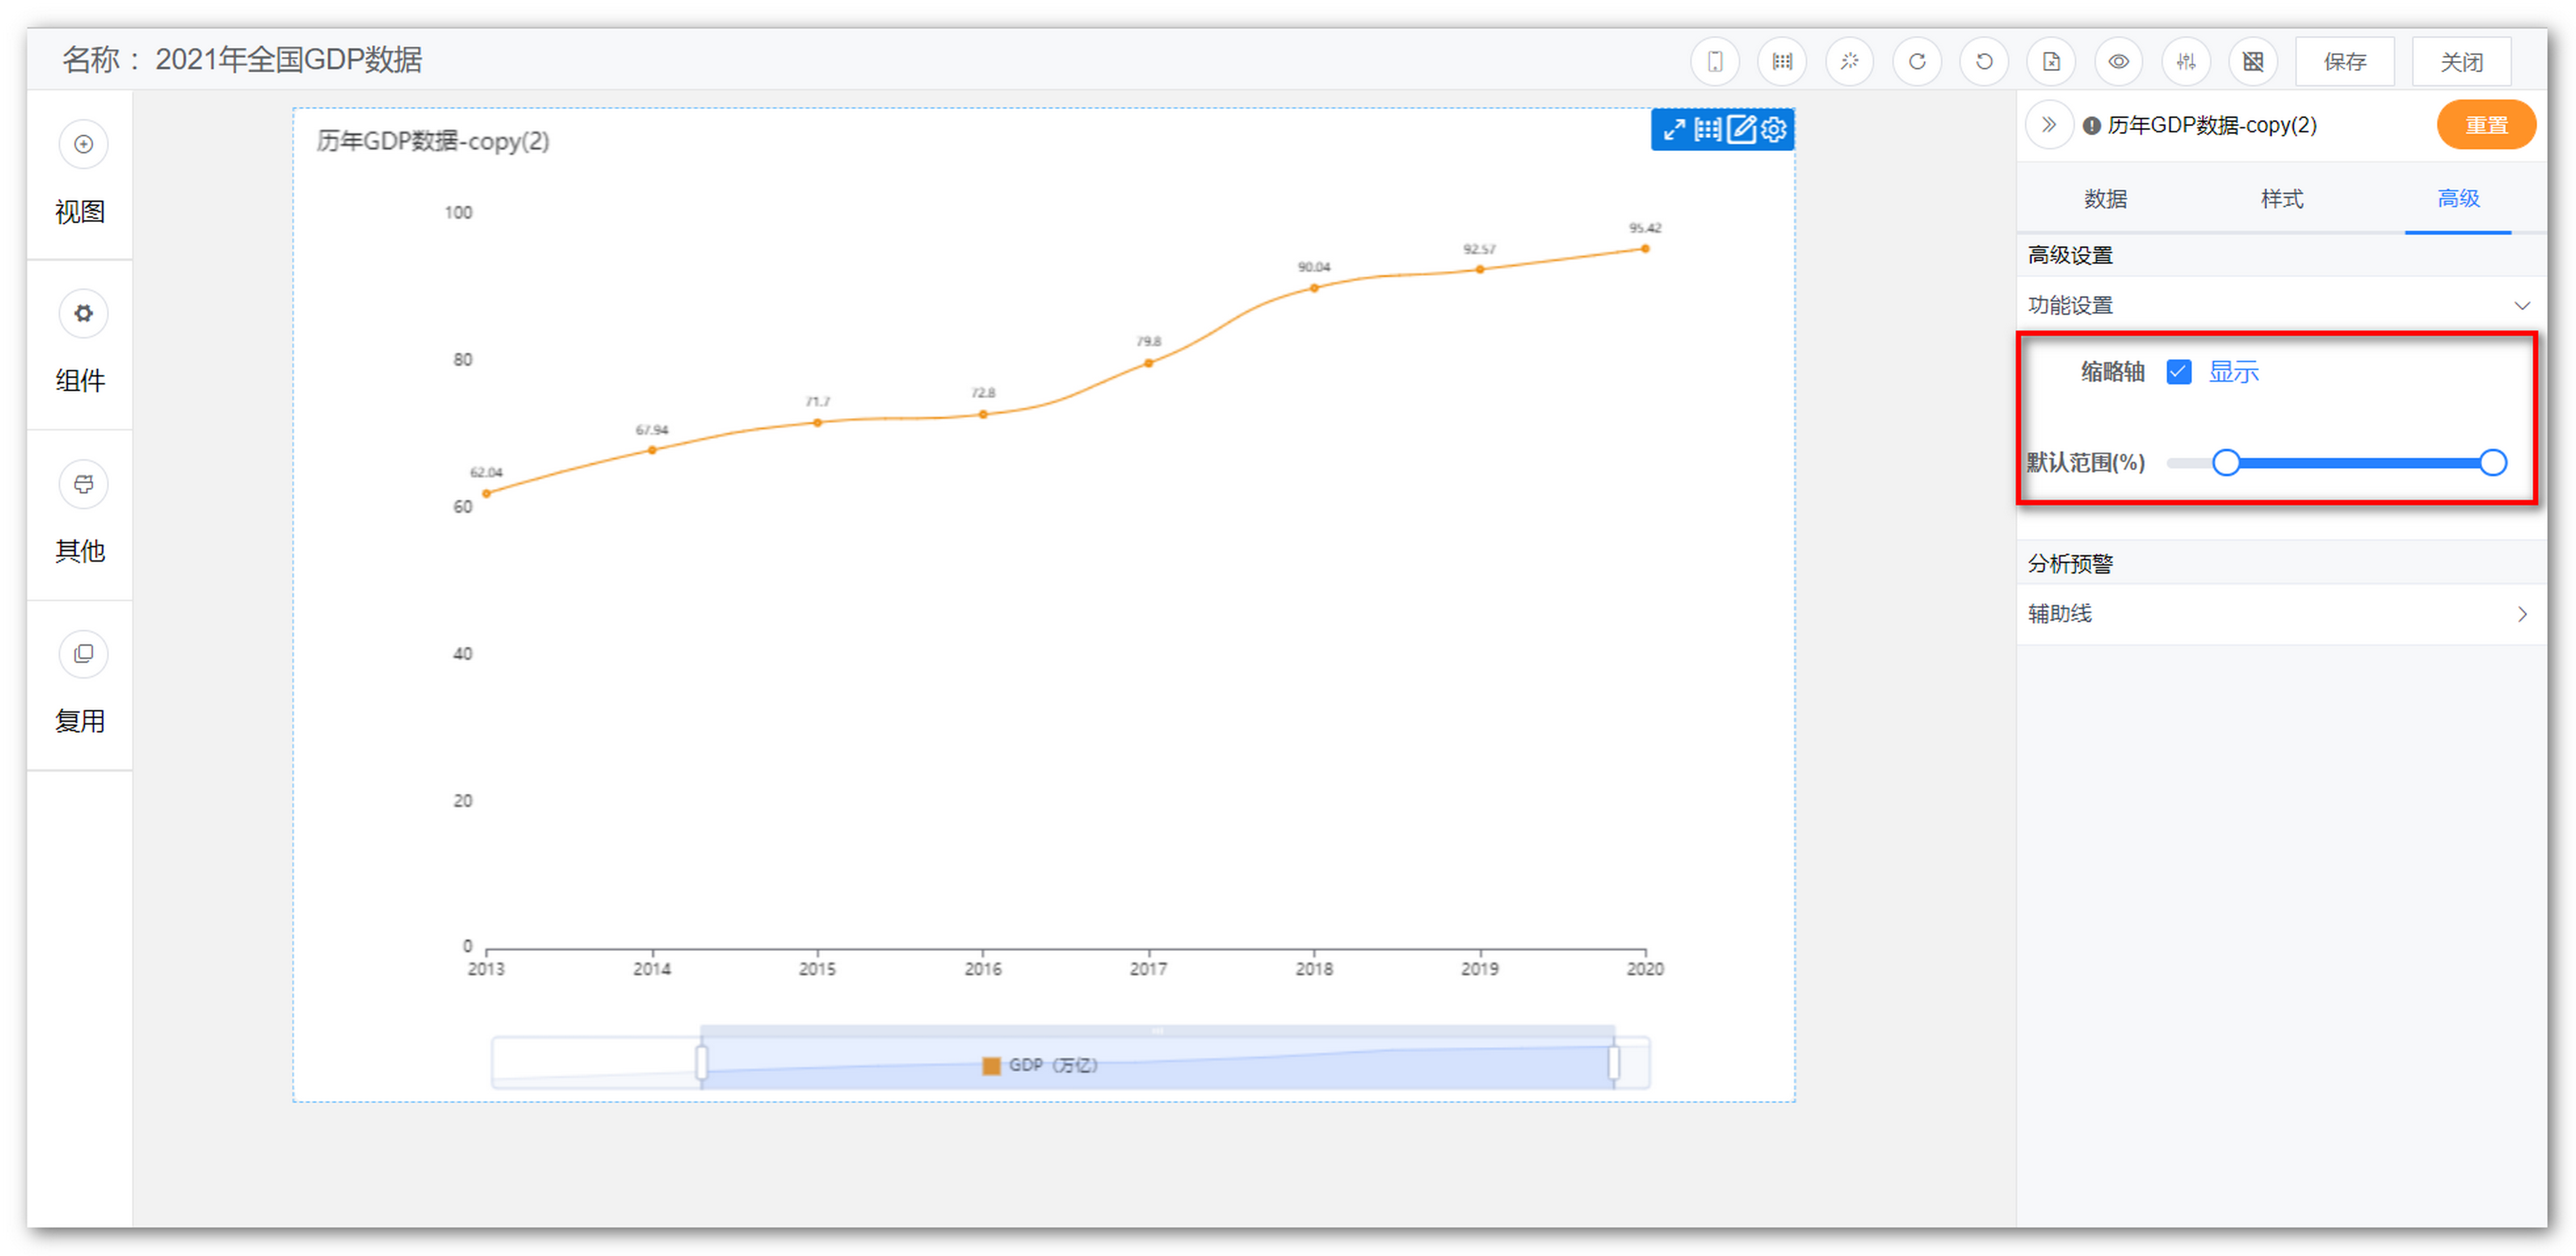 名称 : 2021年全国GDP数据
保存
关闭
视图
组件
其他
复用
历年GDP数据-copy(2)
100
80
60
40
20
0
62.04
67.94
71.7
72.8
79.8
90.04
92.57
95.42
2013
2014
2015
2016
2017
2018
2019
2020
GDP（万亿）
历年GDP数据-copy(2)
重置
数据
样式
高级
高级设置
功能设置
缩略轴
显示
默认范围(%)
分析预警
辅助线